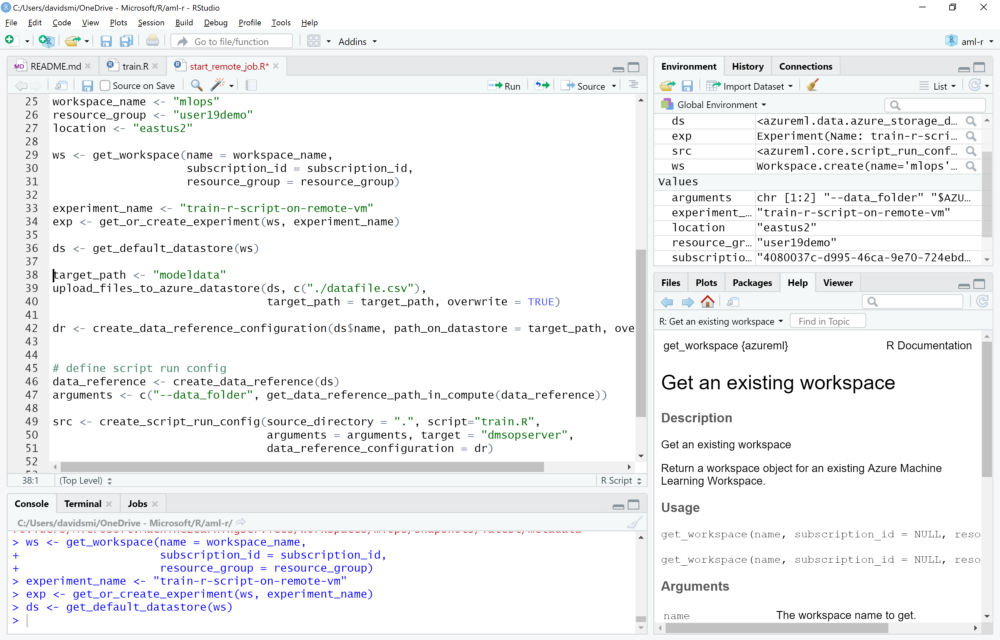 C:/Users/davidsmi/OneDrive - Microsoft/R/aml-r - RStudio
File Edit Code View Plots Session Build Debug Profile Tools Help
Go to file/function Addins aml-r
README.md train.R start_remote_job.R*
Source on Save Run Source
25 workspace_name <- "mlops"
26 resource_group <- "user19demo"
27 location <- "eastus2"
28
29 ws <- get_workspace(name = workspace_name,
30 subscription_id = subscription_id,
31 resource_group = resource_group)
32
33 experiment_name <- "train-r-script-on-remote-vm"
34 exp <- get_or_create_experiment(ws, experiment_name)
35
36 ds <- get_default_datastore(ws)
37
38 target_path <- "modeldata"
39 upload_files_to_azure_datastore(ds, c("./datafile.csv"),
40 target_path = target_path, overwrite = TRUE)
41
42 dr <- create_data_reference_configuration(ds$name, path_on_datastore = target_path, ove
43
44
45 # define script run config
46 data_reference <- create_data_reference(ds)
47 arguments <- c("--data_folder", get_data_reference_path_in_compute(data_reference))
48
49 src <- create_script_run_config(source_directory = ".", script="train.R",
50 arguments = arguments, target = "dmsopserver",
51 data_reference_configuration = dr)
52
38:1 (Top Level) R Script
Console Terminal Jobs
C:/Users/davidsmi/OneDrive - Microsoft/R/aml-r/
> ws <- get_workspace(name = workspace_name,
+ subscription_id = subscription_id,
+ resource_group = resource_group)
> experiment_name <- "train-r-script-on-remote-vm"
> exp <- get_or_create_experiment(ws, experiment_name)
> ds <- get_default_datastore(ws)
>
Environment History Connections
Import Dataset List
Global Environment
ds <azureml.data.azure_storage_d...
exp Experiment(Name: train-r-scri...
src <azureml.core.script_run_conf...
ws Workspace.create(name='mlops'...
Values
arguments chr [1:2] "--data_folder" "$AZU...
experiment_... "train-r-script-on-remote-vm"
location "eastus2"
resource_gr... "user19demo"
subscriptio... "4080037c-d995-46ca-9e70-724ebd...
Files Plots Packages Help Viewer
R: Get an existing workspace Find in Topic
get_workspace {azureml} R Documentation
Get an existing workspace
Description
Get an existing workspace
Return a workspace object for an existing Azure Machine
Learning Workspace.
Usage
get_workspace(name, subscription_id = NULL, reso
get_workspace(name, subscription_id = NULL, reso
Arguments
name The workspace name to get.